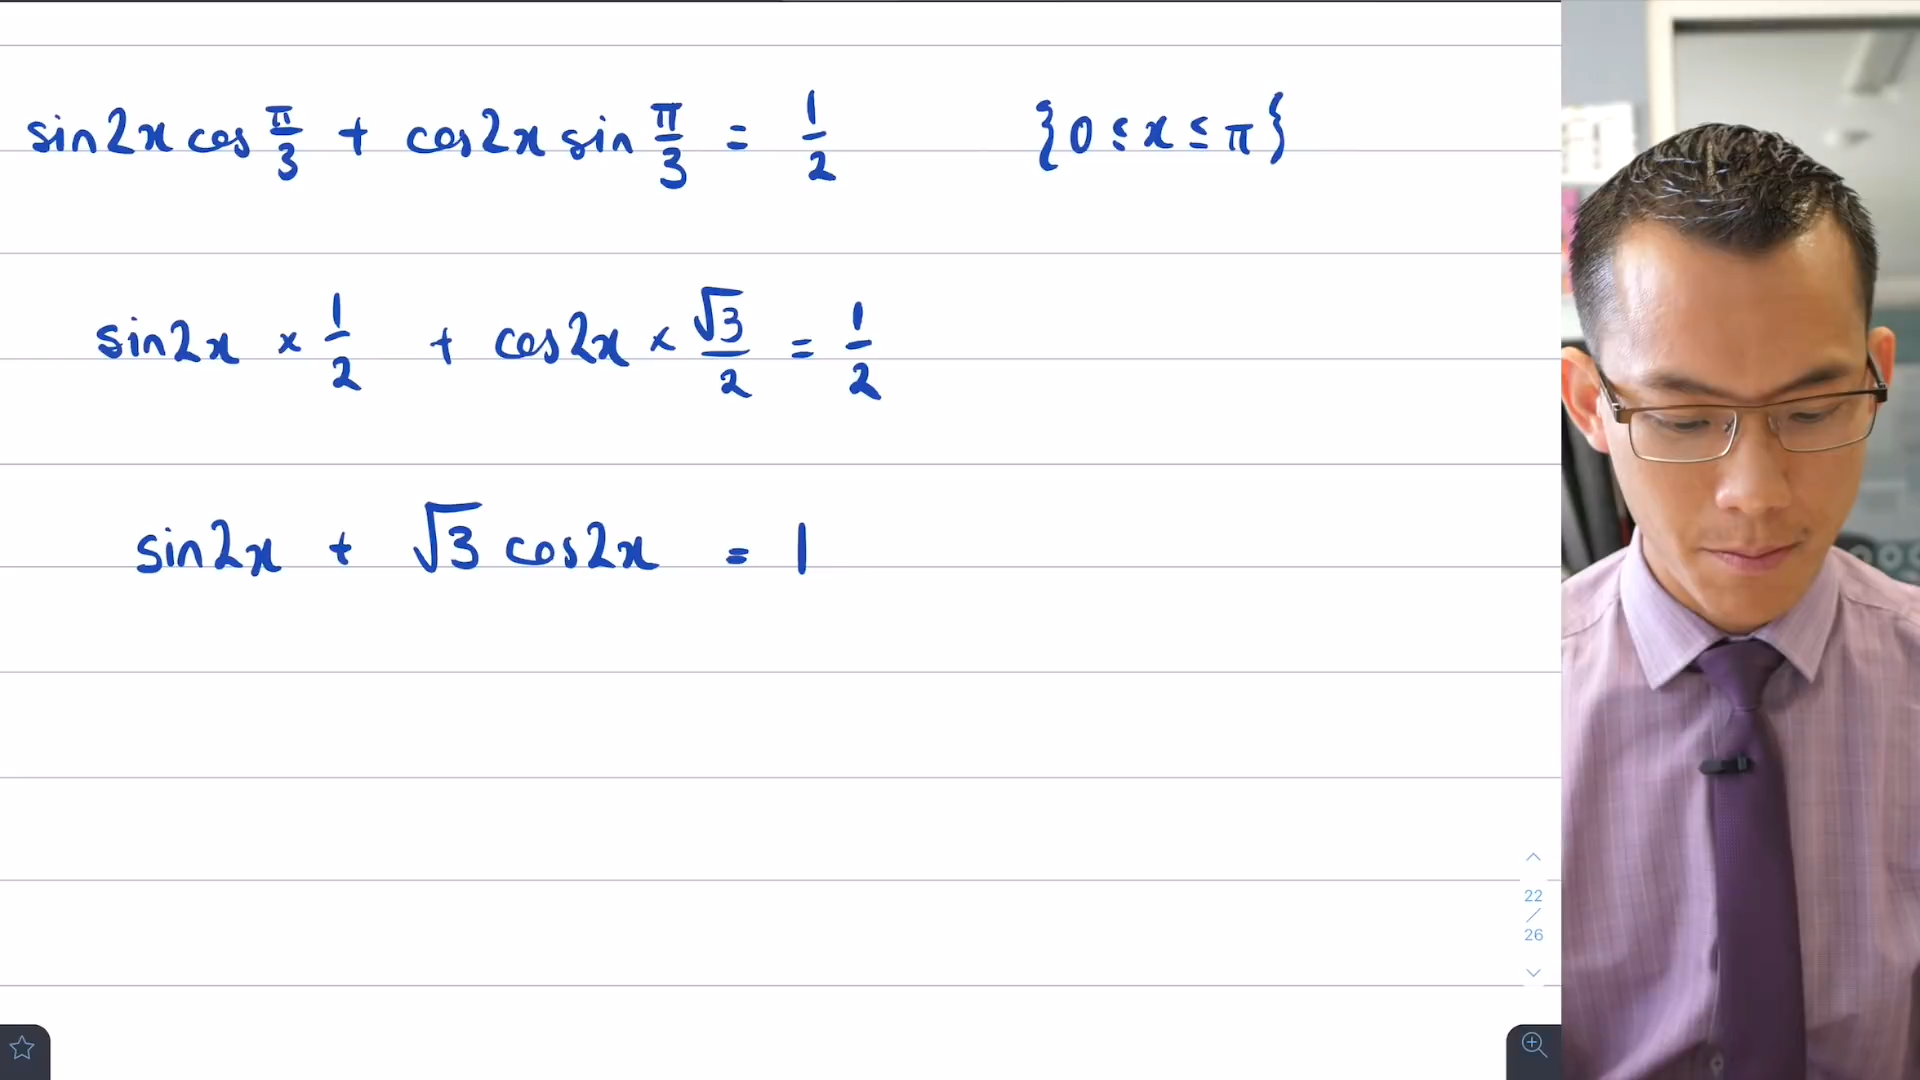 sin2x cos π/3 + cos2x sin π/3 = 1/2 {0 ≤ x ≤ π}
sin2x × 1/2 + cos2x × √3/2 = 1/2
sin2x + √3 cos2x = 1
22
/
26